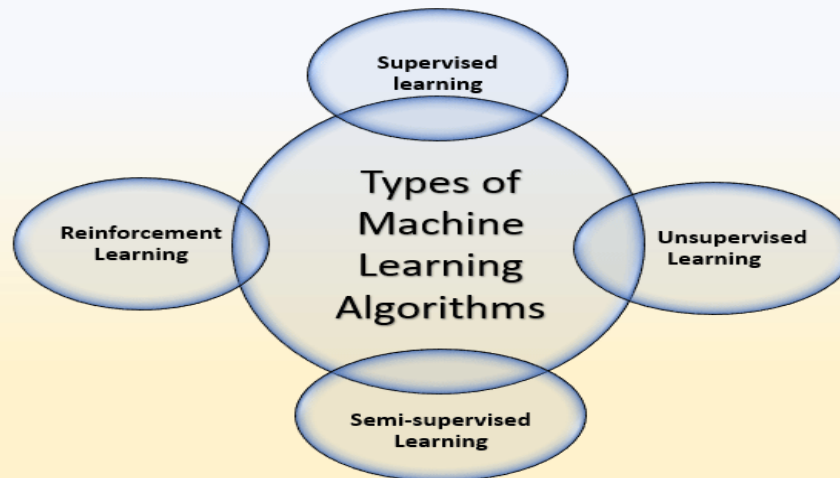 Supervised
learning
Types of
Machine
Learning
Algorithms
Reinforcement
Learning
Unsupervised
Learning
Semi-supervised
Learning